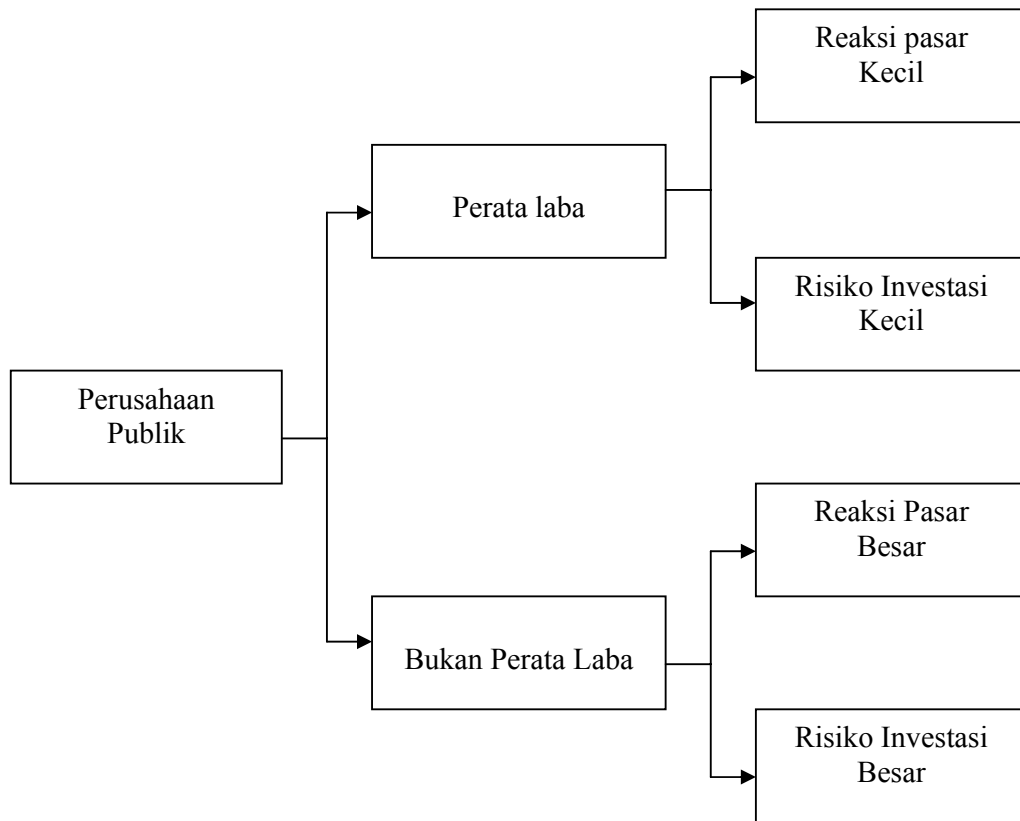 Reaksi pasar
Kecil
Perata laba
Risiko Investasi
Kecil
Perusahaan
Publik
Reaksi Pasar
Besar
Bukan Perata Laba
Risiko Investasi
Besar